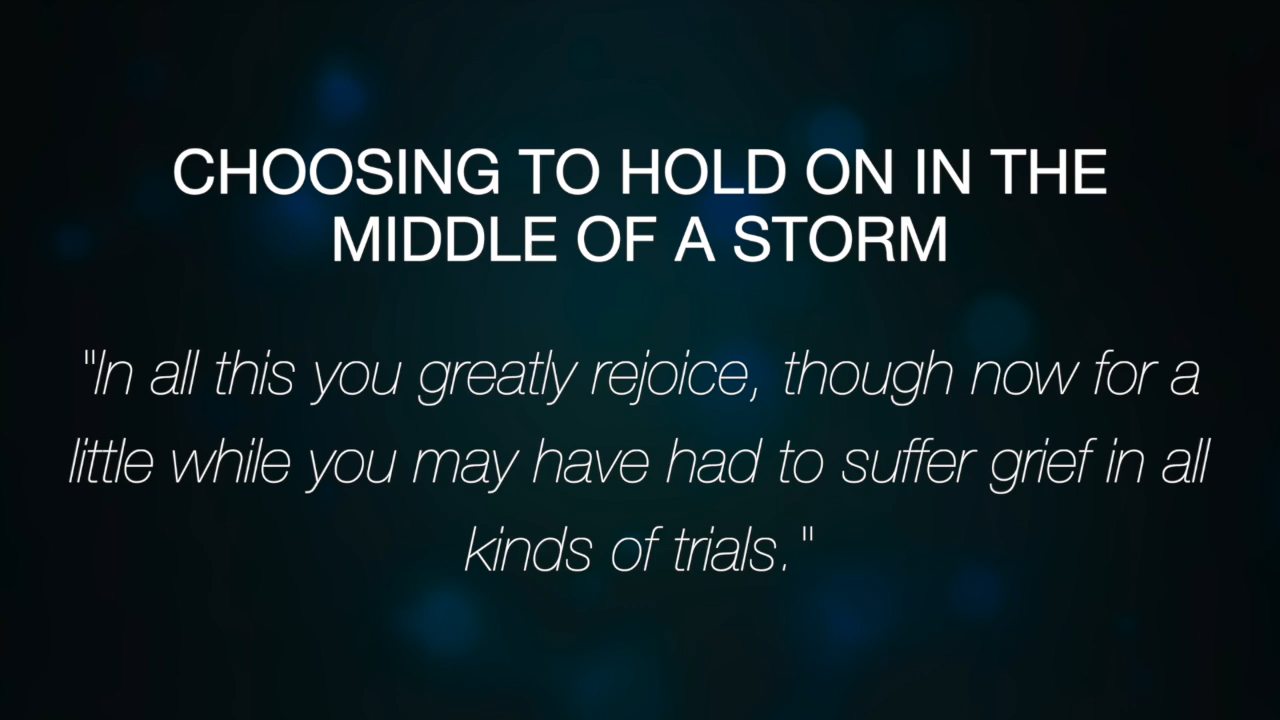 CHOOSING TO HOLD ON IN THE
MIDDLE OF A STORM
"In all this you greatly rejoice, though now for a
little while you may have had to suffer grief in all
kinds of trials."